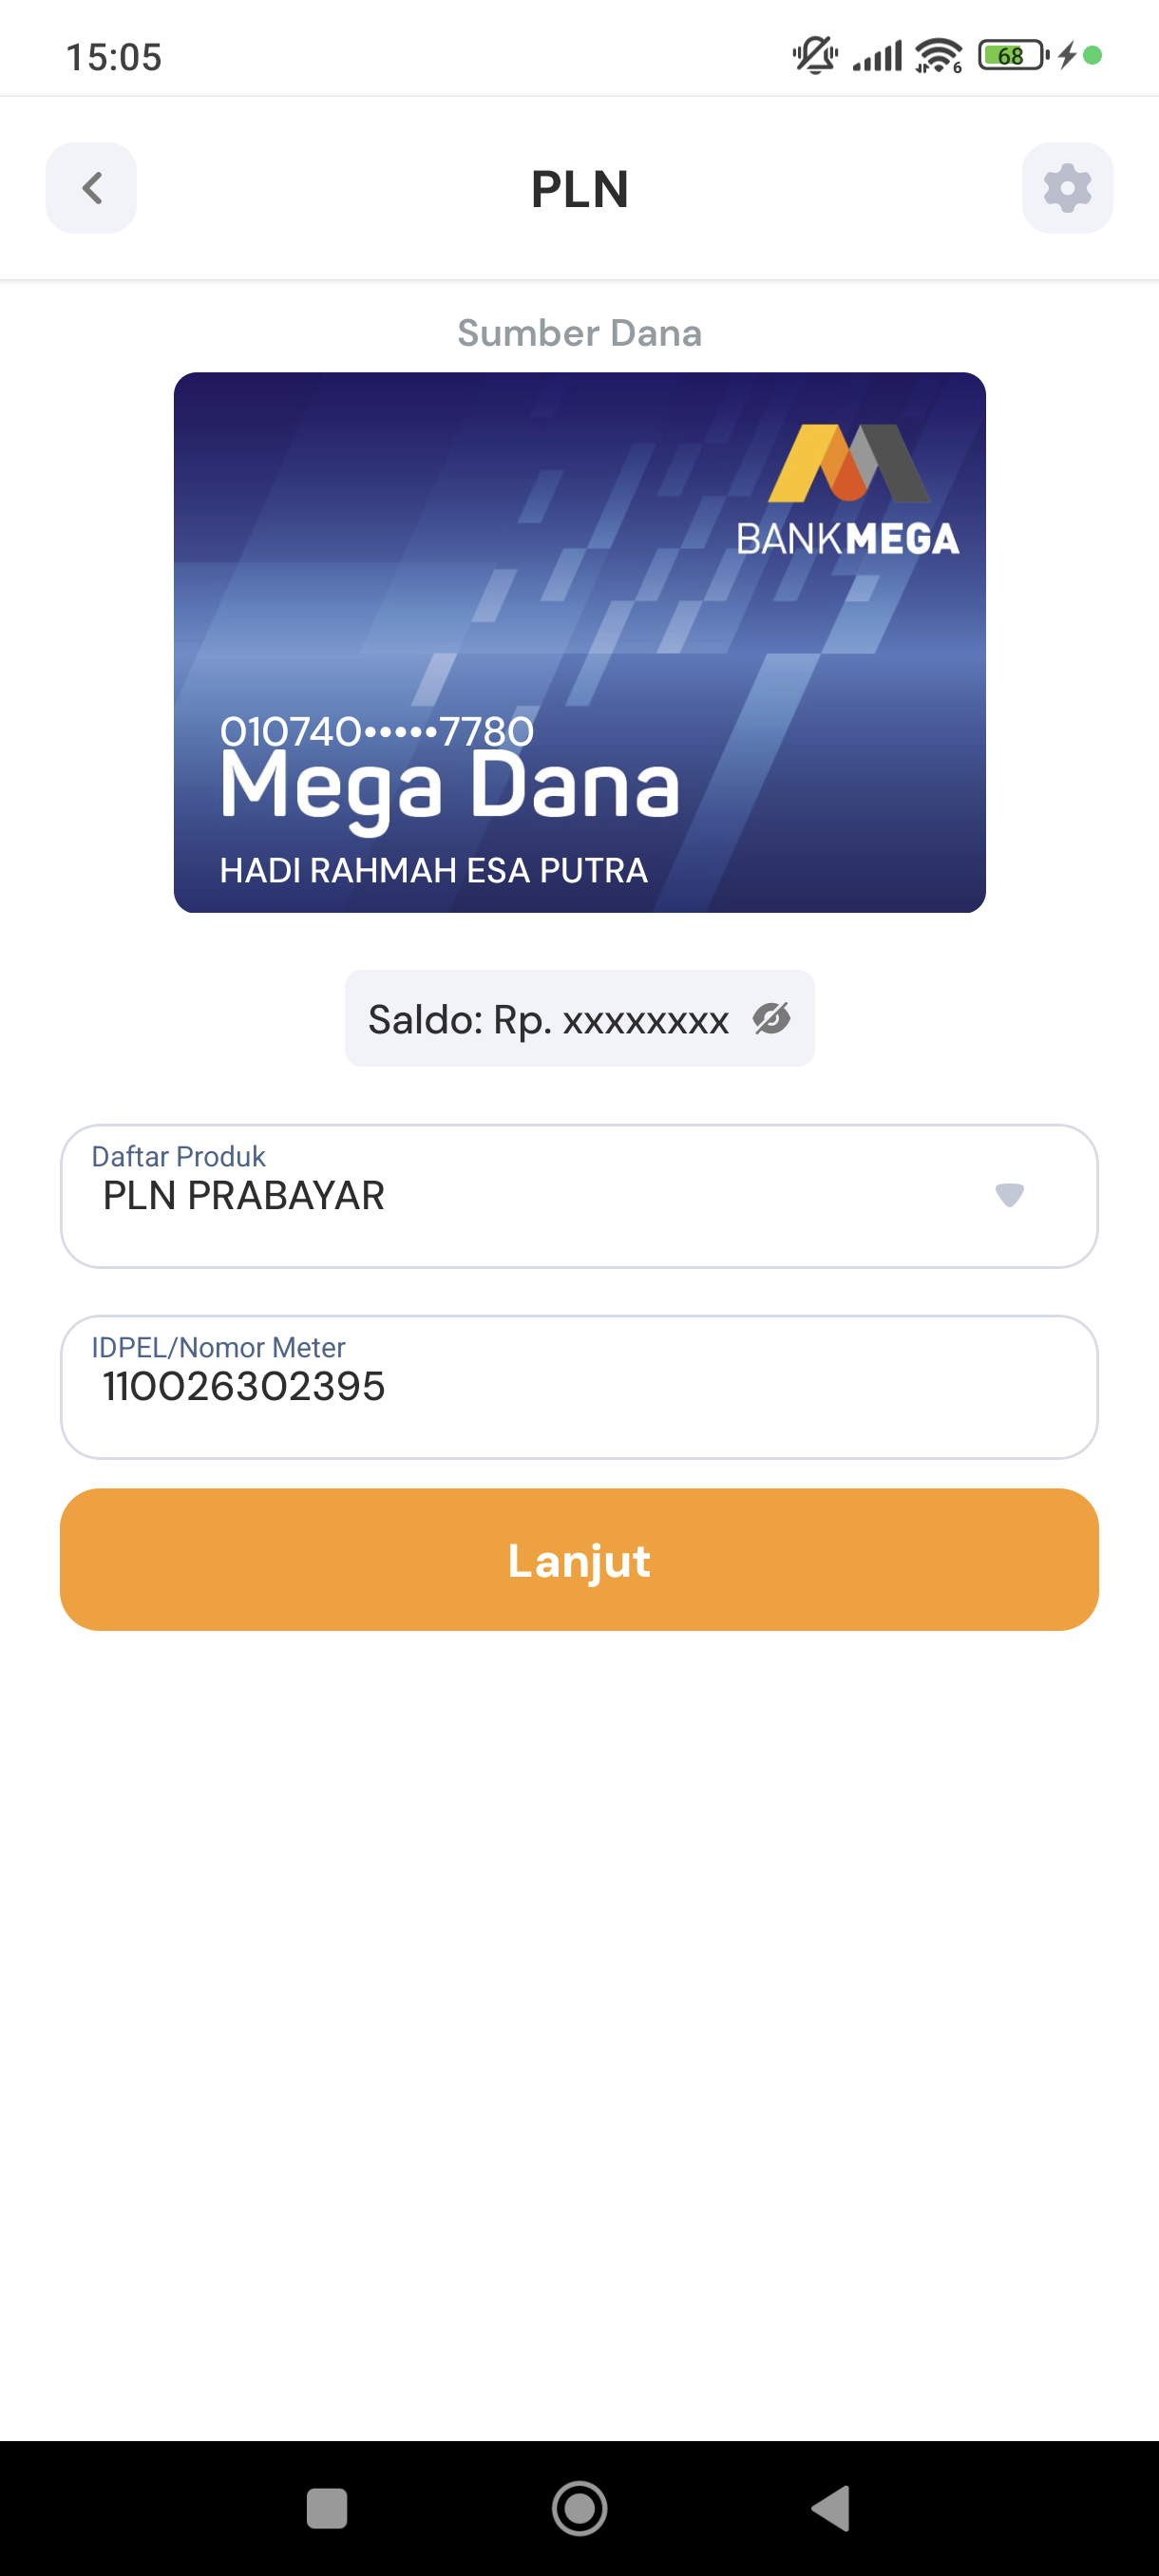 15:05
6
68
PLN
Sumber Dana
BANKMEGA
010740•••••7780
Mega Dana
HADI RAHMAH ESA PUTRA
Saldo: Rp. xxxxxxxx
Daftar Produk
PLN PRABAYAR
IDPEL/Nomor Meter
110026302395
Lanjut